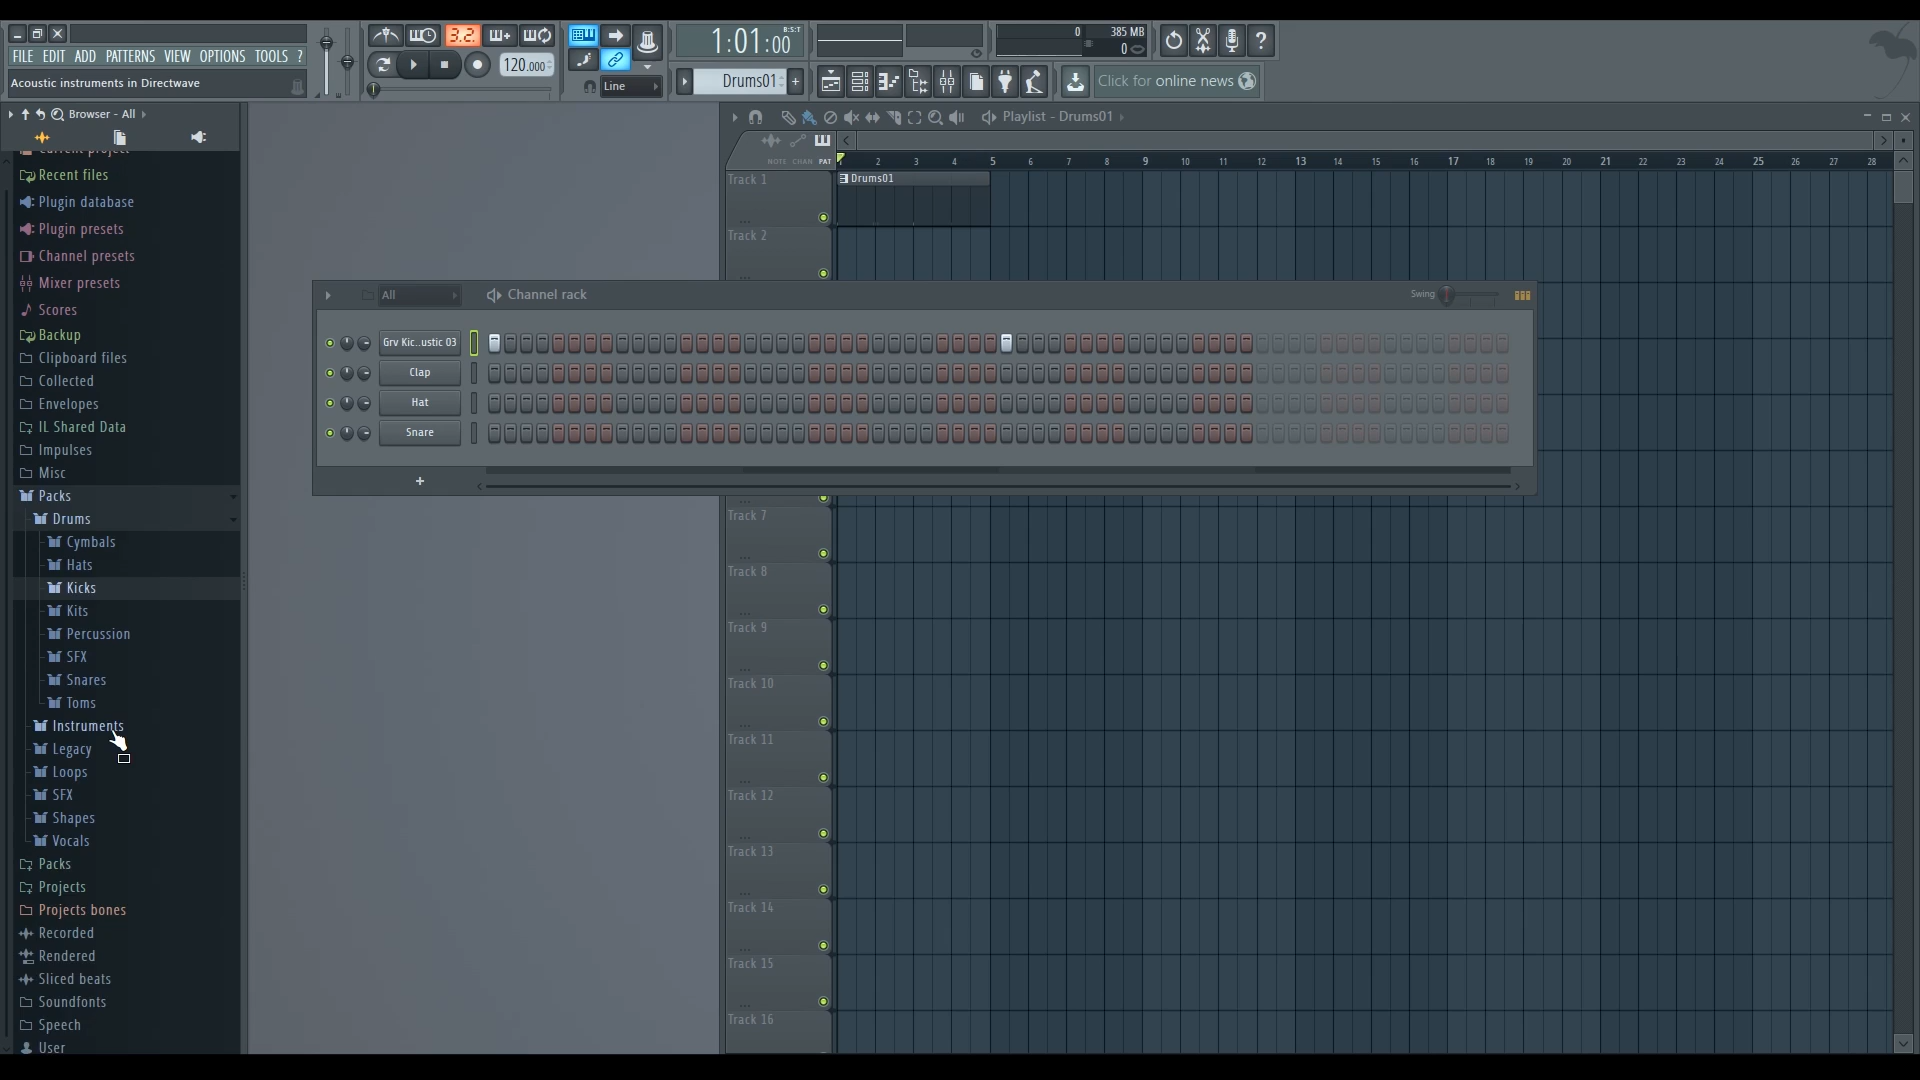 3.2.
1:01:00
B:S:T
0
385 MB
0
FILE EDIT ADD PATTERNS VIEW OPTIONS TOOLS ?
120.000
Acoustic instruments in Directwave
Line
Drums01
Click for online news
Browser - All
Playlist - Drums01
NOTE CHAN PAT
2 3 4 5 6 7 8 9 10 11 12 13 14 15 16 17 18 19 20 21 22 23 24 25 26 27 28
Current project
Recent files
Plugin database
Plugin presets
Channel presets
Mixer presets
Scores
Backup
Clipboard files
Collected
Envelopes
IL Shared Data
Impulses
Misc
Packs
Drums
Cymbals
Hats
Kicks
Kits
Percussion
SFX
Snares
Toms
Instruments
Legacy
Loops
SFX
Shapes
Vocals
Packs
Projects
Projects bones
Recorded
Rendered
Sliced beats
Soundfonts
Speech
User
All
Channel rack
Swing
Grv Kic..ustic 03
Clap
Hat
Snare
+
Track 1
Drums01
Track 2
Track 7
Track 8
Track 9
Track 10
Track 11
Track 12
Track 13
Track 14
Track 15
Track 16